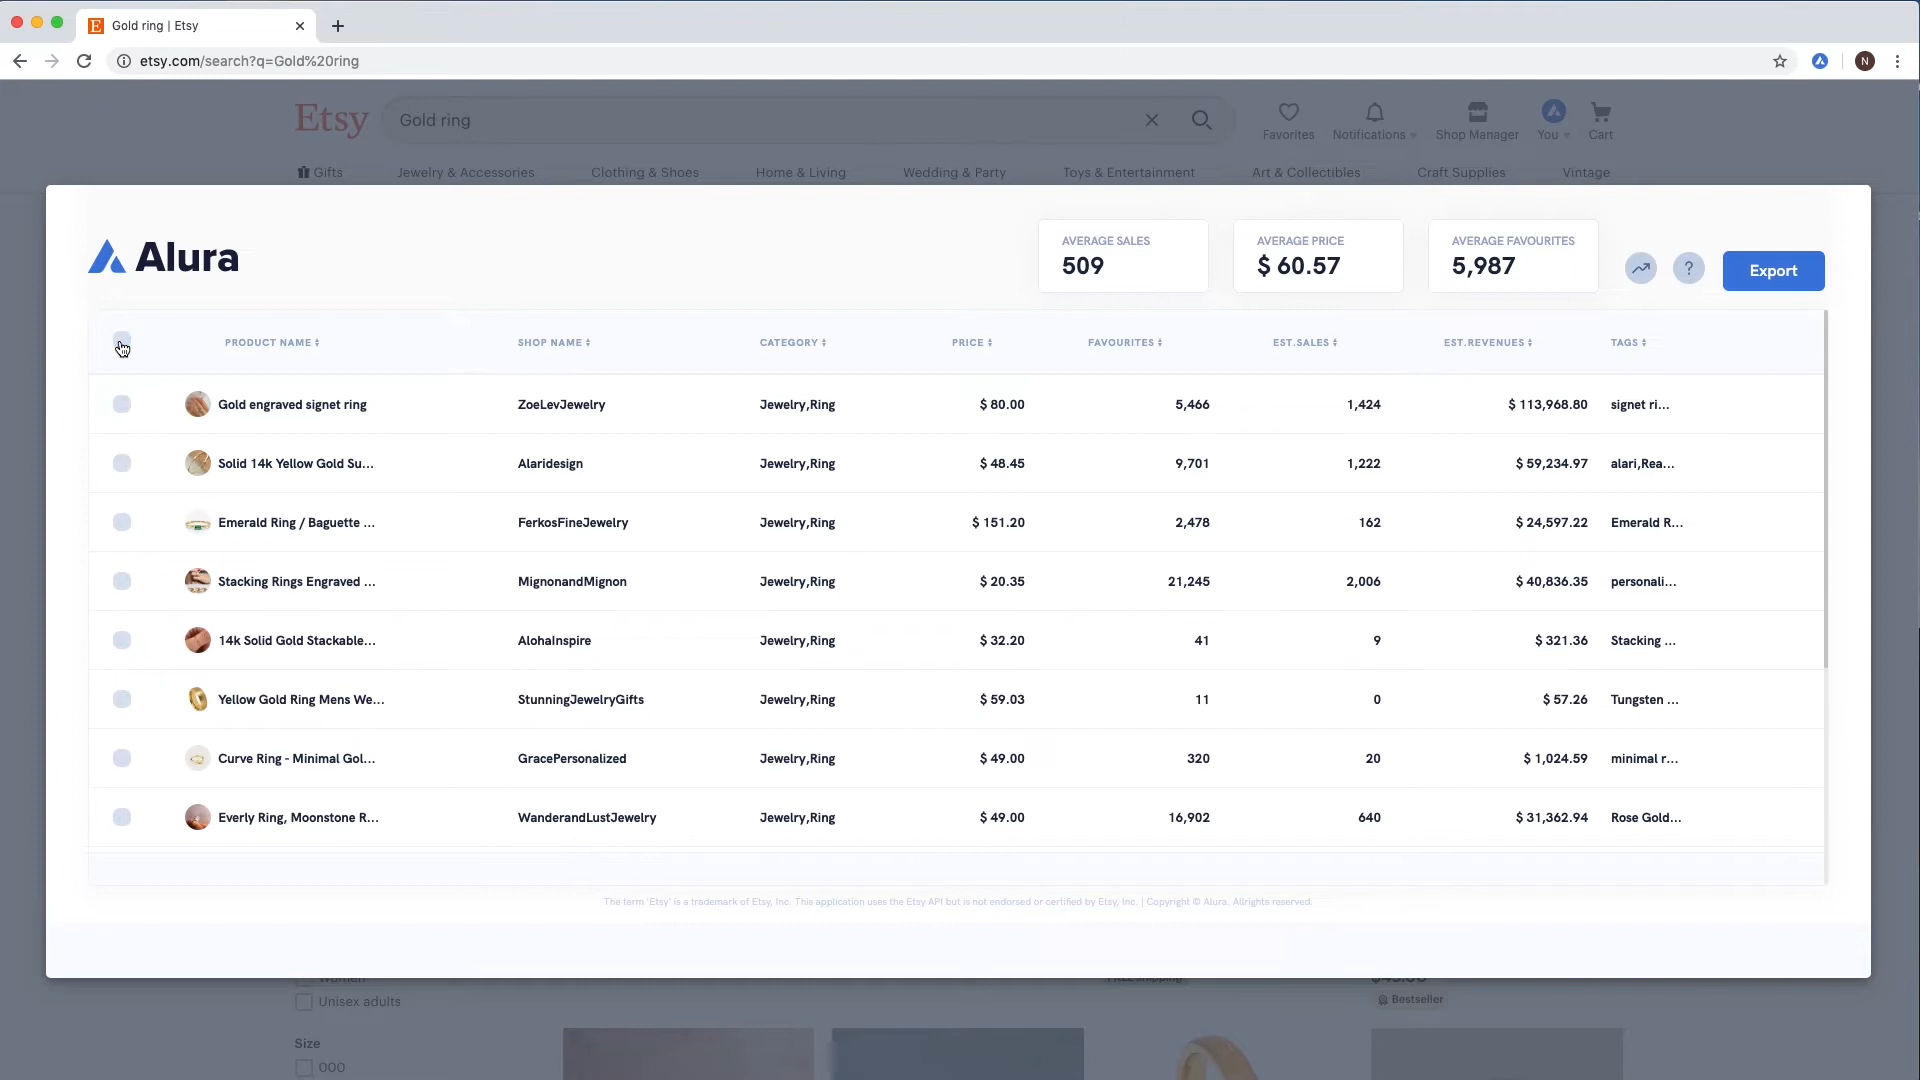 Gold ring | Etsy
etsy.com/search?q=Gold%20ring
N
Etsy
Gold ring
Favorites
Notifications
Shop Manager
You
Cart
Gifts
Jewelry & Accessories
Clothing & Shoes
Home & Living
Wedding & Party
Toys & Entertainment
Art & Collectibles
Craft Supplies
Vintage
Alura
AVERAGE SALES
509
AVERAGE PRICE
$ 60.57
AVERAGE FAVOURITES
5,987
?
Export
PRODUCT NAME SHOP NAME CATEGORY PRICE FAVOURITES EST.SALES EST.REVENUES TAGS
Gold engraved signet ring ZoeLevJewelry Jewelry,Ring $ 80.00 5,466 1,424 $ 113,968.80 signet ri...
Solid 14k Yellow Gold Su... Alaridesign Jewelry,Ring $ 48.45 9,701 1,222 $ 59,234.97 alari,Rea...
Emerald Ring / Baguette ... FerkosFineJewelry Jewelry,Ring $ 151.20 2,478 162 $ 24,597.22 Emerald R...
Stacking Rings Engraved ... MignonandMignon Jewelry,Ring $ 20.35 21,245 2,006 $ 40,836.35 personali...
14k Solid Gold Stackable... AlohaInspire Jewelry,Ring $ 32.20 41 9 $ 321.36 Stacking ...
Yellow Gold Ring Mens We... StunningJewelryGifts Jewelry,Ring $ 59.03 11 0 $ 57.26 Tungsten ...
Curve Ring - Minimal Gol... GracePersonalized Jewelry,Ring $ 49.00 320 20 $ 1,024.59 minimal r...
Everly Ring, Moonstone R... WanderandLustJewelry Jewelry,Ring $ 49.00 16,902 640 $ 31,362.94 Rose Gold...
The term 'Etsy' is a trademark of Etsy, Inc. This application uses the Etsy API but is not endorsed or certified by Etsy, Inc. | Copyright © Alura. Allrights reserved.
Women
Unisex adults
Bestseller
Size
000